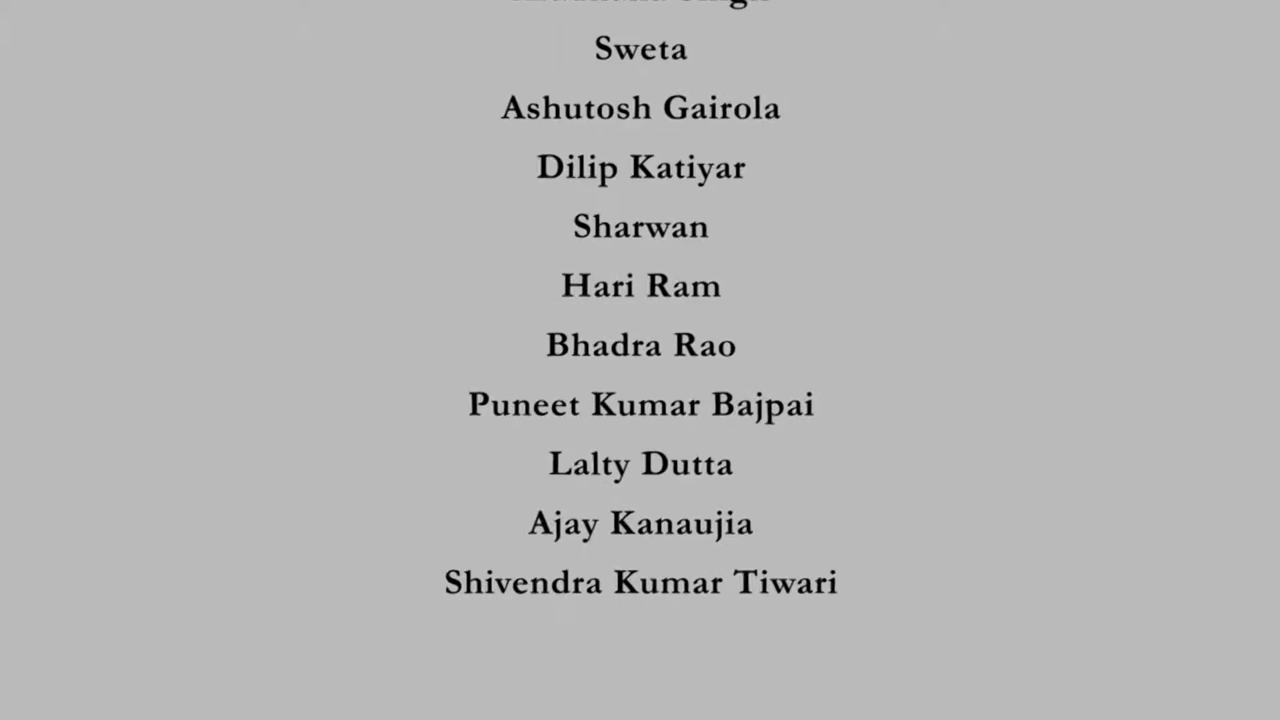 Sweta
Ashutosh Gairola
Dilip Katiyar
Sharwan
Hari Ram
Bhadra Rao
Puneet Kumar Bajpai
Lalty Dutta
Ajay Kanaujia
Shivendra Kumar Tiwari